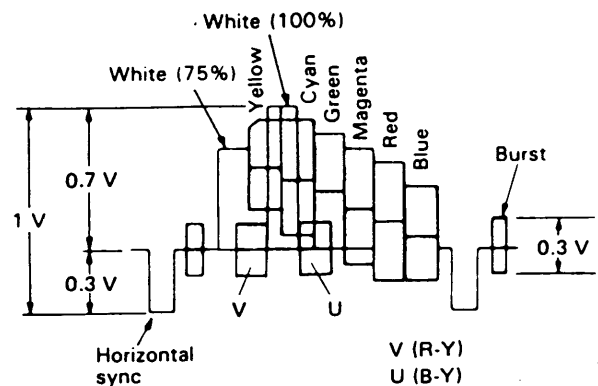 White (100%)
White (75%)
Yellow
Cyan
Green
Magenta
Red
Blue
Burst
0.7 V
1 V
0.3 V
0.3 V
V
U
Horizontal
sync
V (R-Y)
U (B-Y)